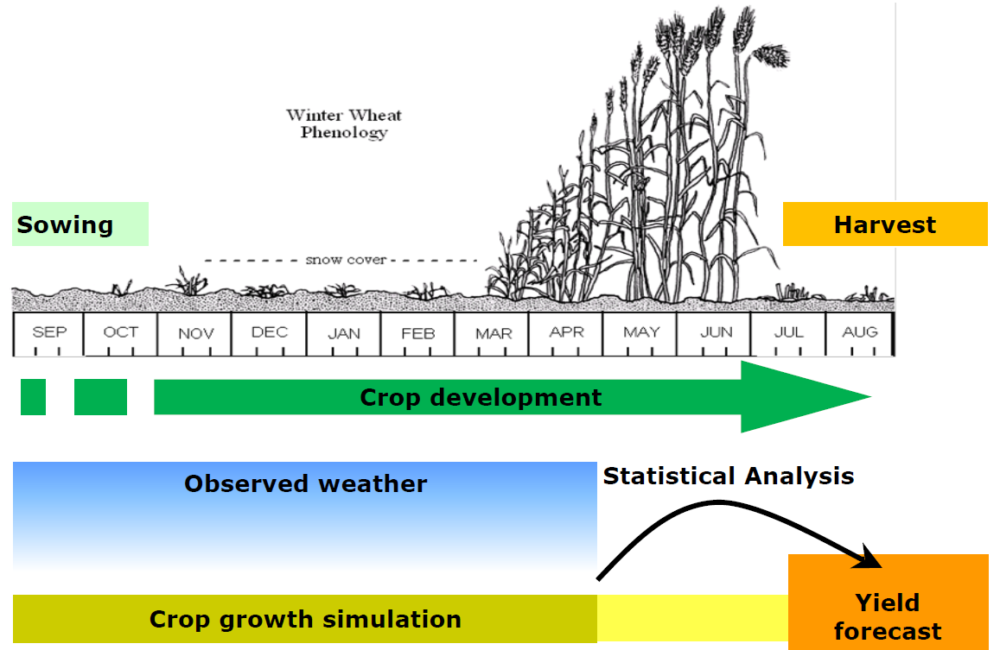 Winter Wheat
Phenology
Sowing
Harvest
snow cover
SEP OCT NOV DEC JAN FEB MAR APR MAY JUN JUL AUG
Crop development
Observed weather
Statistical Analysis
Crop growth simulation
Yield
forecast